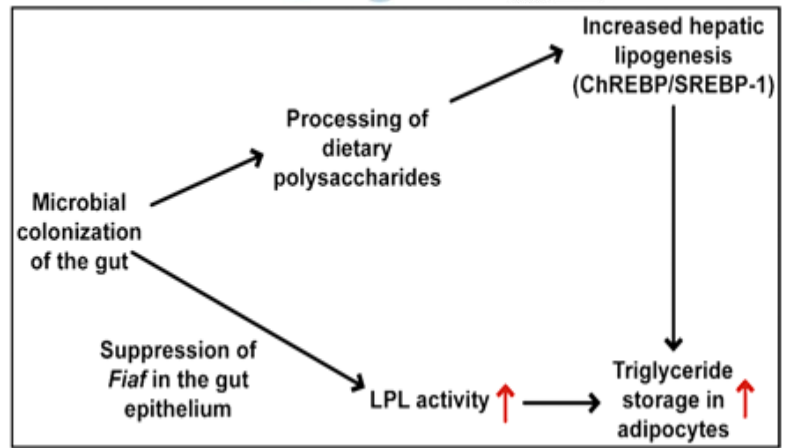 Increased hepatic
lipogenesis
(ChREBP/SREBP-1)
Processing of
dietary
polysaccharides
Microbial
colonization
of the gut
Suppression of
Fiaf in the gut
epithelium
LPL activity
Triglyceride
storage in
adipocytes